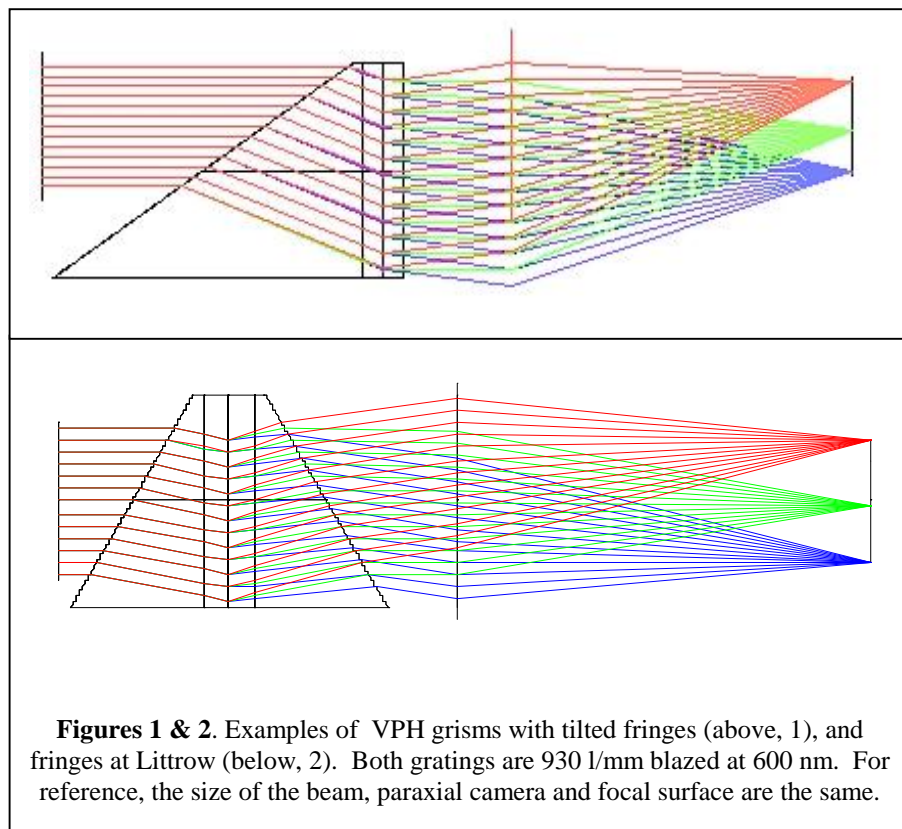 Figures 1 & 2. Examples of VPH grisms with tilted fringes (above, 1), and
fringes at Littrow (below, 2). Both gratings are 930 l/mm blazed at 600 nm. For
reference, the size of the beam, paraxial camera and focal surface are the same.